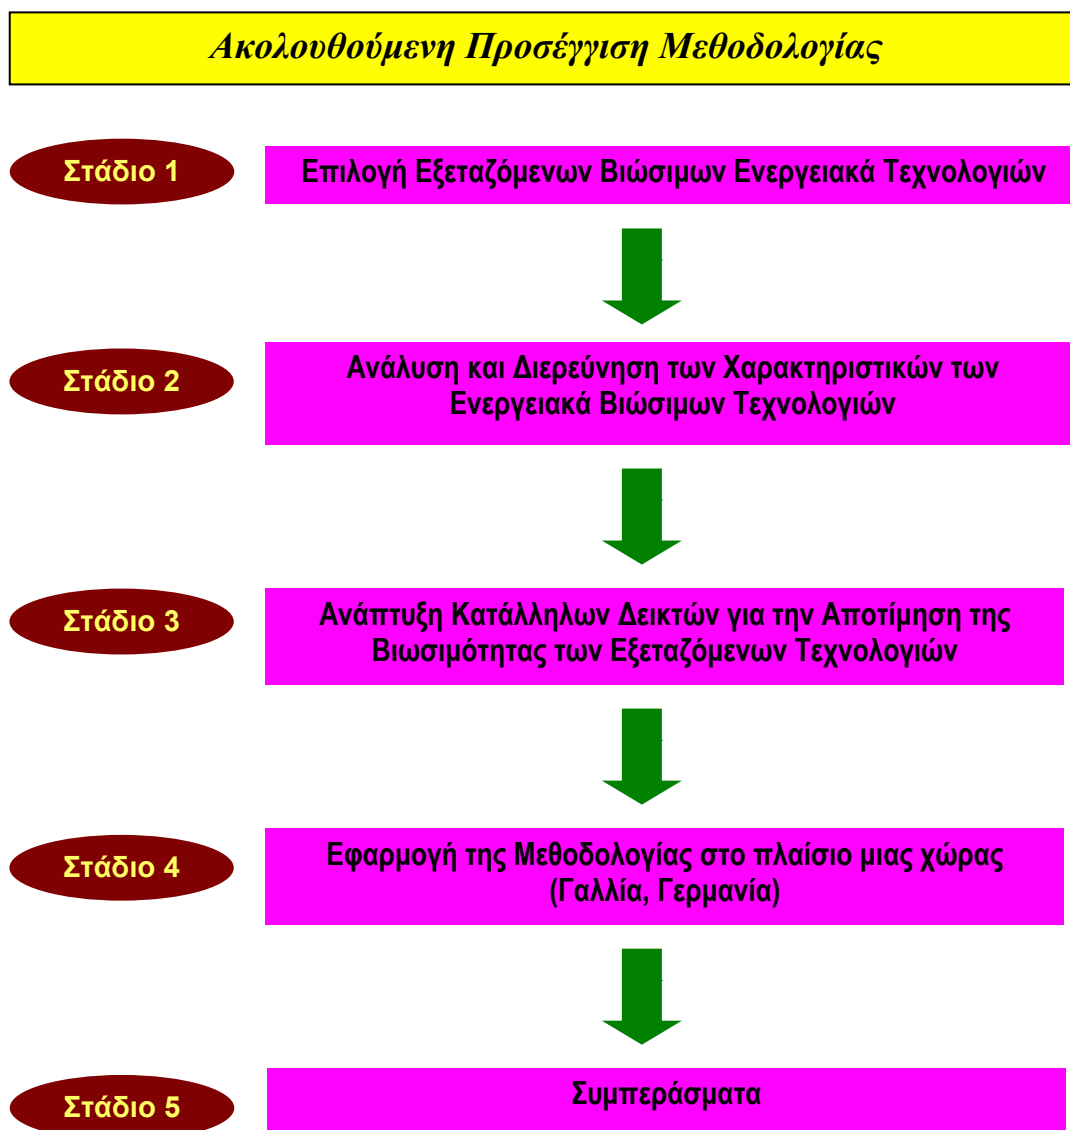 Ακολουθούμενη Προσέγγιση Μεθοδολογίας
Στάδιο 1
Επιλογή Εξεταζόμενων Βιώσιμων Ενεργειακά Τεχνολογιών
Στάδιο 2
Ανάλυση και Διερεύνηση των Χαρακτηριστικών των
Ενεργειακά Βιώσιμων Τεχνολογιών
Στάδιο 3
Ανάπτυξη Κατάλληλων Δεικτών για την Αποτίμηση της
Βιωσιμότητας των Εξεταζόμενων Τεχνολογιών
Στάδιο 4
Εφαρμογή της Μεθοδολογίας στο πλαίσιο μιας χώρας
(Γαλλία, Γερμανία)
Στάδιο 5
Συμπεράσματα